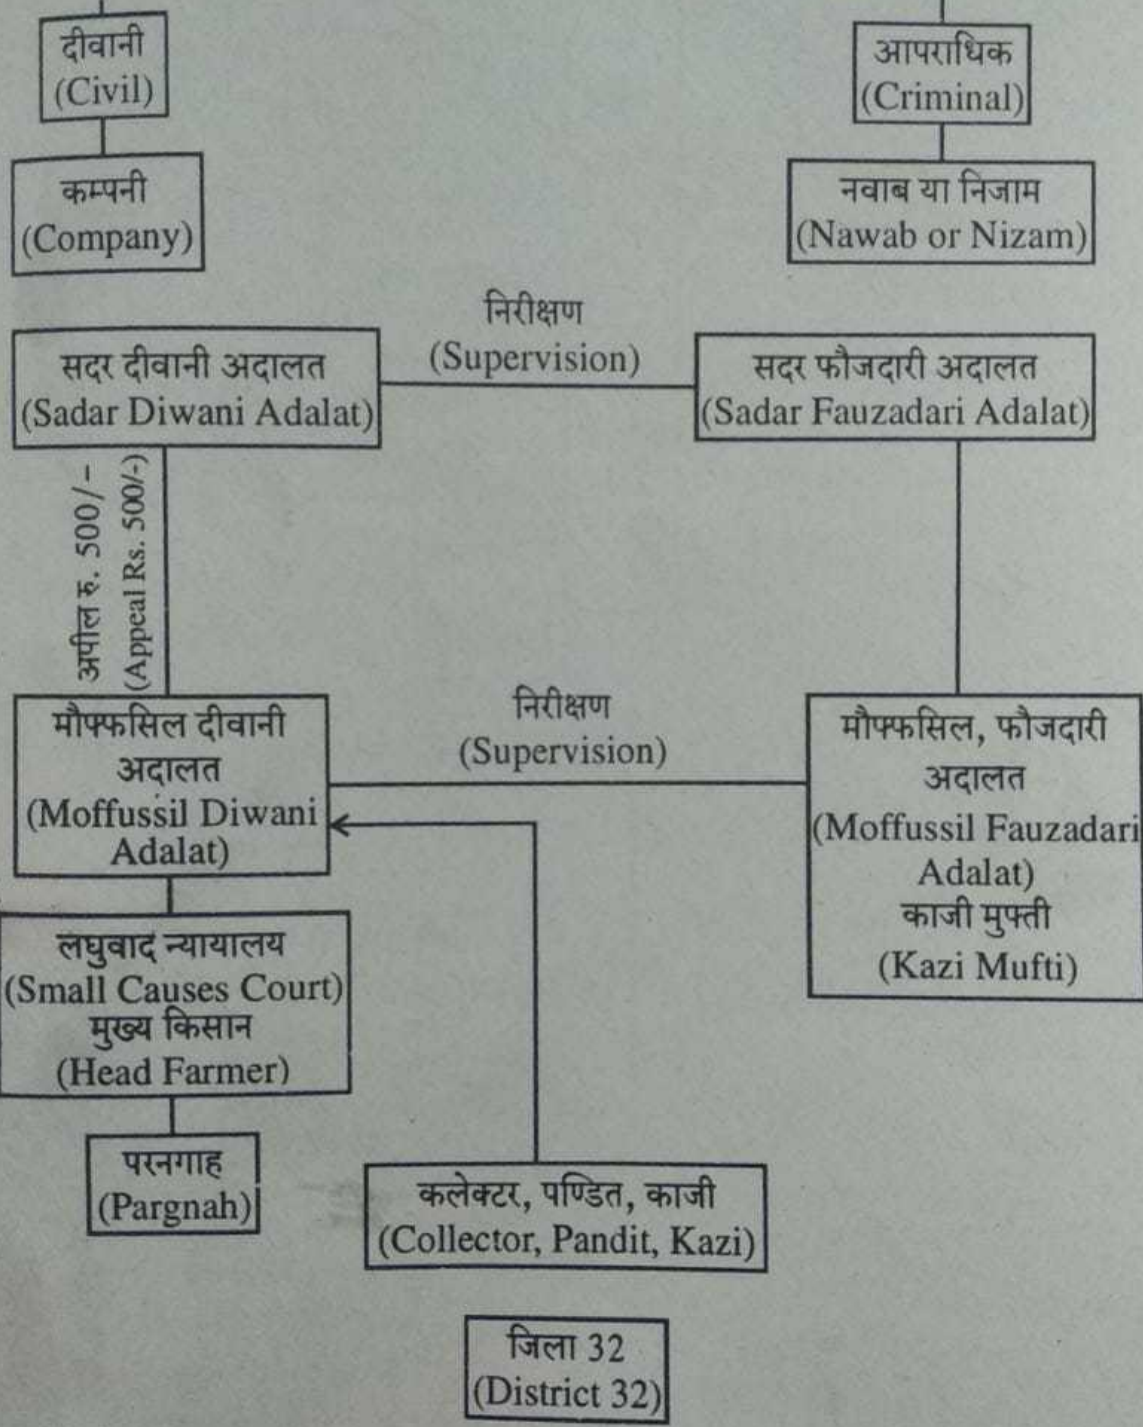 दीवानी
(Civil)
आपराधिक
(Criminal)
कम्पनी
(Company)
नवाब या निजाम
(Nawab or Nizam)
सदर दीवानी अदालत
(Sadar Diwani Adalat)
निरीक्षण
(Supervision)
सदर फौजदारी अदालत
(Sadar Fauzadari Adalat)
अपील रु. 500/–
(Appeal Rs. 500/-)
मौफ्फसिल दीवानी
अदालत
(Moffussil Diwani
Adalat)
निरीक्षण
(Supervision)
मौफ्फसिल, फौजदारी
अदालत
(Moffussil Fauzadari
Adalat)
काजी मुफ्ती
(Kazi Mufti)
लघुवाद न्यायालय
(Small Causes Court)
मुख्य किसान
(Head Farmer)
परनगाह
(Pargnah)
कलेक्टर, पण्डित, काजी
(Collector, Pandit, Kazi)
जिला 32
(District 32)